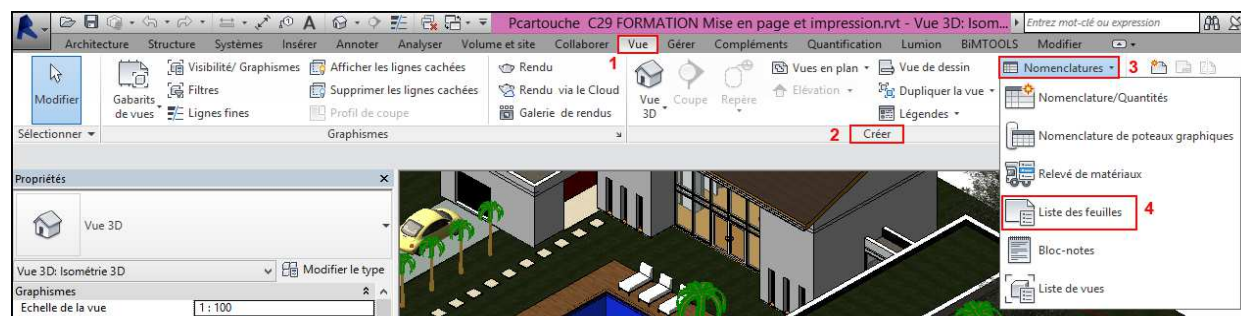 Pcartouche C29 FORMATION Mise en page et impression.rvt - Vue 3D: Isom... Entrez mot-clé ou expression
Architecture Structure Systèmes Insérer Annoter Analyser Volume et site Collaborer Vue Gérer Compléments Quantification Lumion BiMTOOLS Modifier
1
Modifier
Gabarits de vues
Visibilité/ Graphismes
Filtres
Lignes fines
Afficher les lignes cachées
Supprimer les lignes cachées
Profil de coupe
Rendu
Rendu via le Cloud
Galerie de rendus
Vue 3D
Coupe
Repère
Vues en plan
Élévation
Vue de dessin
Dupliquer la vue
Légendes
Nomenclatures 3
Sélectionner
Graphismes
2 Créer
Nomenclature/Quantités
Nomenclature de poteaux graphiques
Relevé de matériaux
Liste des feuilles 4
Bloc-notes
Liste de vues
Propriétés
Vue 3D
Vue 3D: Isométrie 3D
Modifier le type
Graphismes
Echelle de la vue 1 : 100